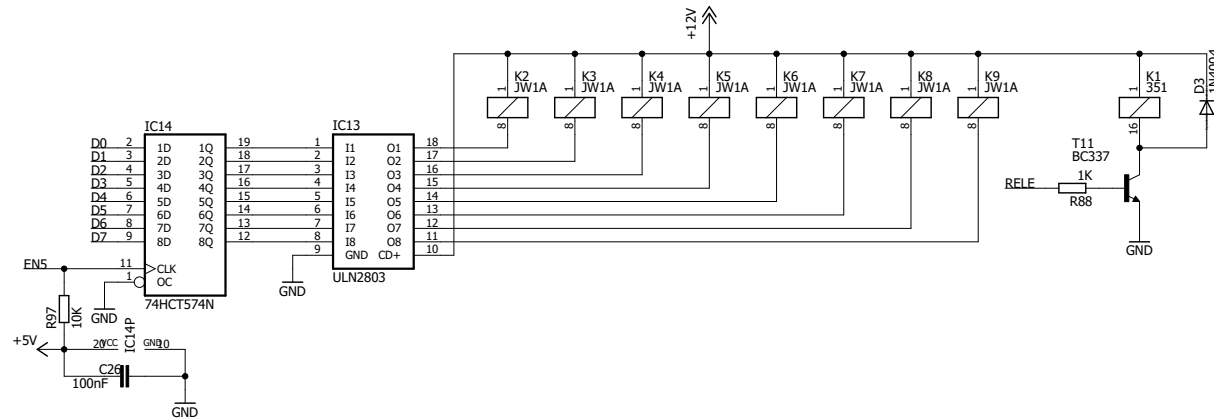 +12V
K2
JW1A
1
8
K3
JW1A
1
8
K4
JW1A
1
8
K5
JW1A
1
8
K6
JW1A
1
8
K7
JW1A
1
8
K8
JW1A
1
8
K9
JW1A
1
8
K1
351
1
16
D3
1N4004
T11
BC337
RELE
1K
R88
GND
IC14
D0 2 1D 1Q 19
D1 3 2D 2Q 18
D2 4 3D 3Q 17
D3 5 4D 4Q 16
D4 6 5D 5Q 15
D5 7 6D 6Q 14
D6 8 7D 7Q 13
D7 9 8D 8Q 12
EN5 11 CLK
1 OC
74HCT574N
GND
IC13
1 I1 O1 18
2 I2 O2 17
3 I3 O3 16
4 I4 O4 15
5 I5 O5 14
6 I6 O6 13
7 I7 O7 12
8 I8 O8 11
9 GND CD+ 10
ULN2803
GND
R97
10K
+5V
20 VCC
IC14P
GND 10
C26
100nF
GND